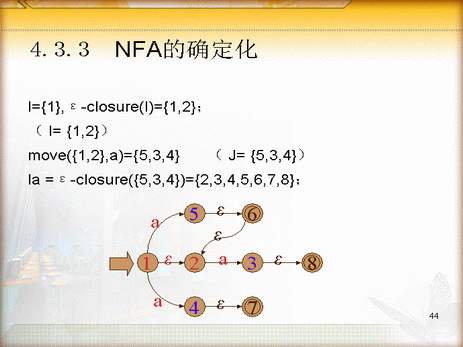 4.3.3 NFA的确定化
I={1}, ε-closure(I)={1,2};
（ I= {1,2}）
move({1,2},a)={5,3,4} （ J= {5,3,4}）
Ia = ε-closure({5,3,4})={2,3,4,5,6,7,8};
5 ε 6
a
ε
1 ε 2 a 3 ε 8
a
4 ε 7
44